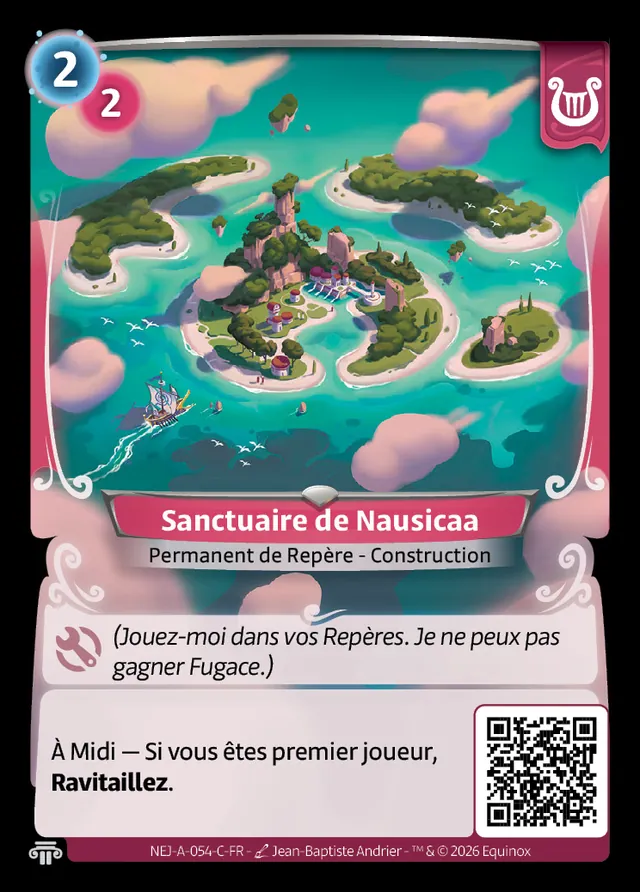 2
2
Sanctuaire de Nausicaa
Permanent de Repère - Construction
(Jouez-moi dans vos Repères. Je ne peux pas
gagner Fugace.)
À Midi — Si vous êtes premier joueur,
Ravitaillez.
NEJ-A-054-C-FR - Jean-Baptiste Andrier - ™ & © 2026 Equinox